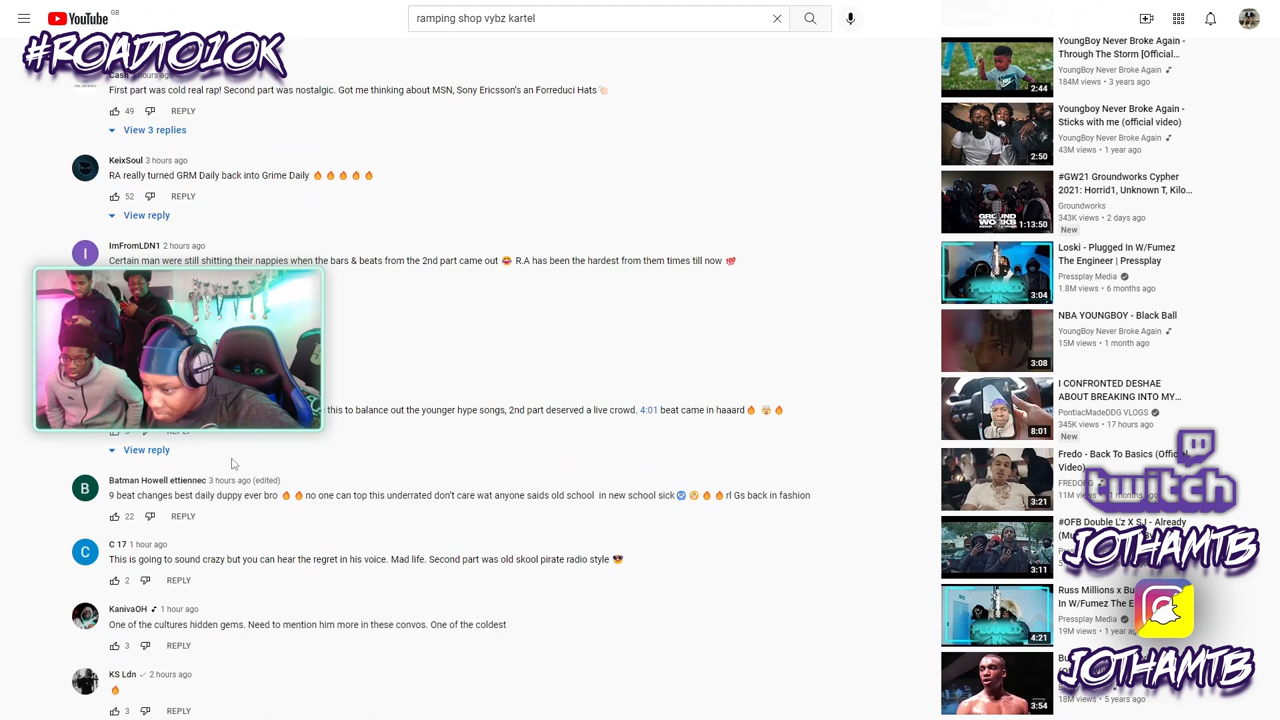 YouTube GB
ramping shop vybz kartel
#ROADTO10K
Cash 3 hours ago
First part was cold real rap! Second part was nostalgic. Got me thinking about MSN, Sony Ericsson's an Forreduci Hats
49 REPLY
View 3 replies
KeixSoul 3 hours ago
RA really turned GRM Daily back into Grime Daily 🔥 🔥 🔥 🔥 🔥
52 REPLY
View reply
I
ImFromLDN1 2 hours ago
Certain man were still shitting their nappies when the bars & beats from the 2nd part came out 😂 R.A has been the hardest from them times till now 💯
this to balance out the younger hype songs, 2nd part deserved a live crowd. 4:01 beat came in haaard🔥 🤯 🔥
REPLY
View reply
B
Batman Howell ettiennec 3 hours ago (edited)
9 beat changes best daily duppy ever bro 🔥 🔥 no one can top this underrated don't care wat anyone saids old school in new school sick 🔥 🔥 rl Gs back in fashion
22 REPLY
C
C 17 1 hour ago
This is going to sound crazy but you can hear the regret in his voice. Mad life. Second part was old skool pirate radio style 😎
2 REPLY
KanivaOH 1 hour ago
One of the cultures hidden gems. Need to mention him more in these convos. One of the coldest
3 REPLY
KS Ldn 2 hours ago
🔥
3 REPLY
2:44
YoungBoy Never Broke Again -
Through The Storm [Official...
YoungBoy Never Broke Again
184M views • 3 years ago
2:50
Youngboy Never Broke Again -
Sticks with me (official video)
YoungBoy Never Broke Again
43M views • 1 year ago
GROUND
WORKS
1:13:50
#GW21 Groundworks Cypher
2021: Horrid1, Unknown T, Kilo...
Groundworks
343K views • 2 days ago
New
PLUGGED IN
3:04
Loski - Plugged In W/Fumez
The Engineer | Pressplay
Pressplay Media
1.8M views • 6 months ago
3:08
NBA YOUNGBOY - Black Ball
YoungBoy Never Broke Again
15M views • 1 month ago
8:01
I CONFRONTED DESHAE
ABOUT BREAKING INTO MY...
PontiacMadeDDG VLOGS
345K views • 17 hours ago
New
3:21
Fredo - Back To Basics (Official
Video)
FREDO
11M views
months ago
twitch
3:11
#OFB Double L'z X SJ - Already
JOTHAMTB
4:21
Russ Millions x Bu
In W/Fumez The E
Pressplay Media
19M views • 1 year ago
JOTHAMTB
3:54
18M views • 5 years ago